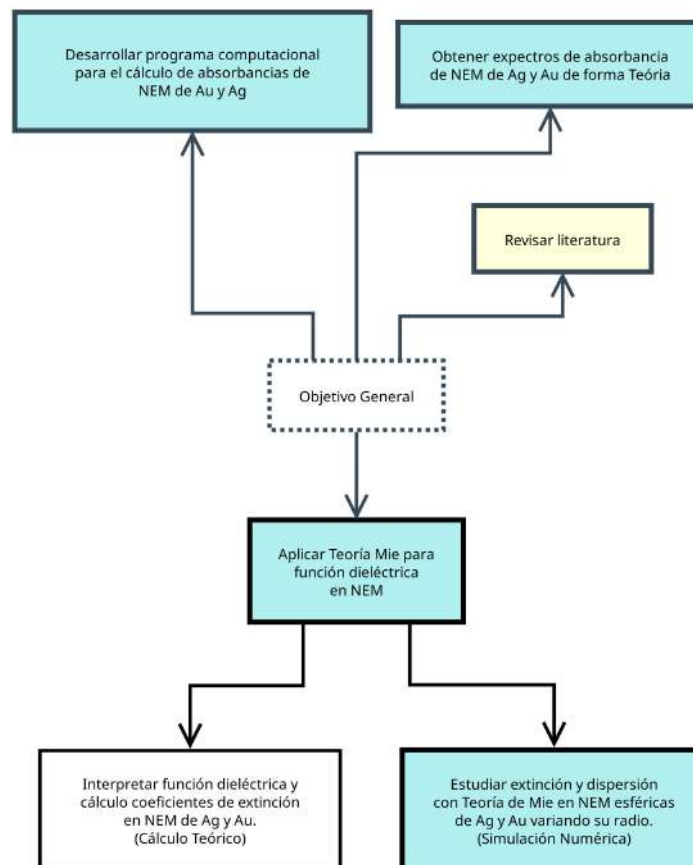 Desarrollar programa computacional
para el cálculo de absorbancias de
NEM de Au y Ag
Obtener expectros de absorbancia
de NEM de Ag y Au de forma Teória
Revisar literatura
Objetivo General
Aplicar Teoría Mie para
función dieléctrica
en NEM
Interpretar función dieléctrica y
cálculo coeficientes de extinción
en NEM de Ag y Au.
(Cálculo Teórico)
Estudiar extinción y dispersión
con Teoría de Mie en NEM esféricas
de Ag y Au variando su radio.
(Simulación Numérica)